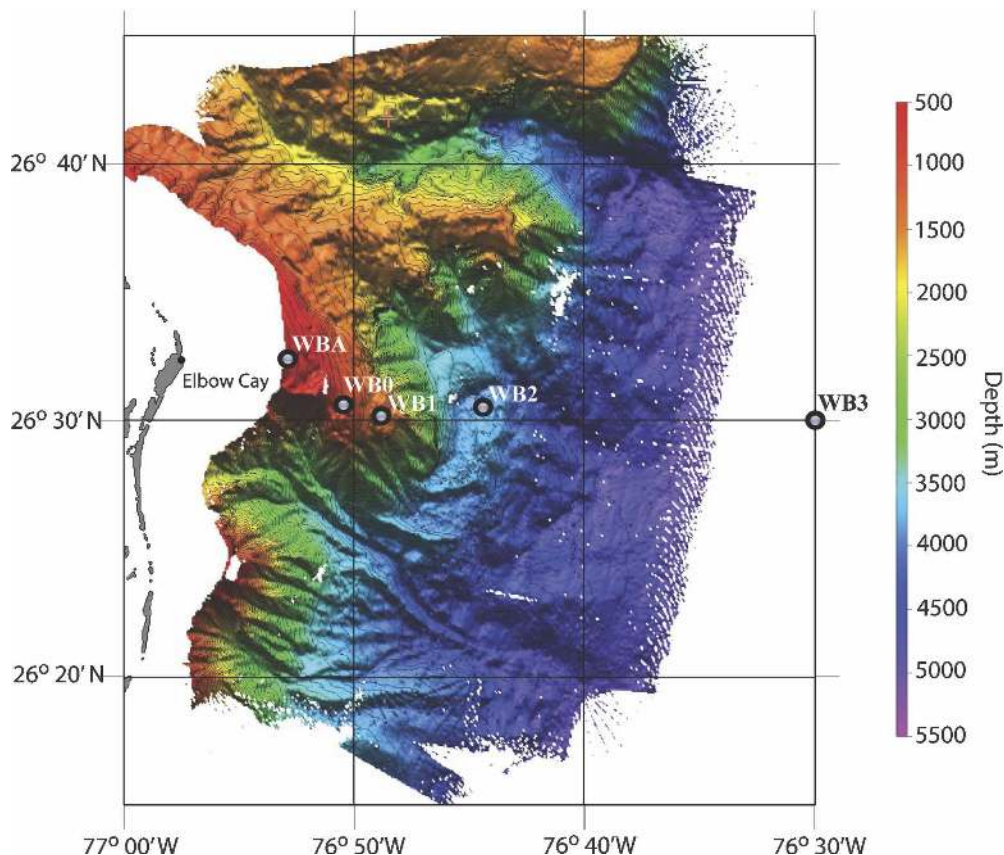 26° 40' N
26° 30' N
26° 20' N
WBA
WB0
WB1
WB2
WB3
Elbow Cay
77° 00'W
76° 50'W
76° 40'W
76° 30'W
500
1000
1500
2000
2500
3000
3500
4000
4500
5000
5500
Depth (m)